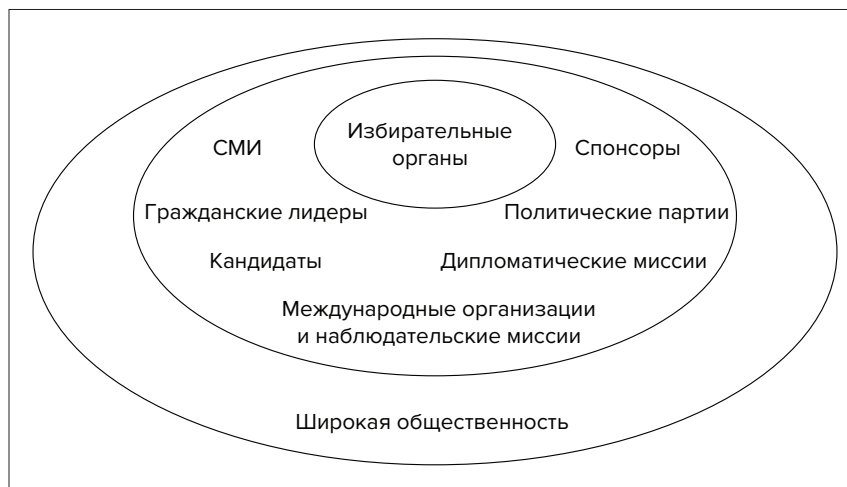 Избирательные
органы
СМИ
Спонсоры
Гражданские лидеры
Политические партии
Кандидаты
Дипломатические миссии
Международные организации
и наблюдательские миссии
Широкая общественность